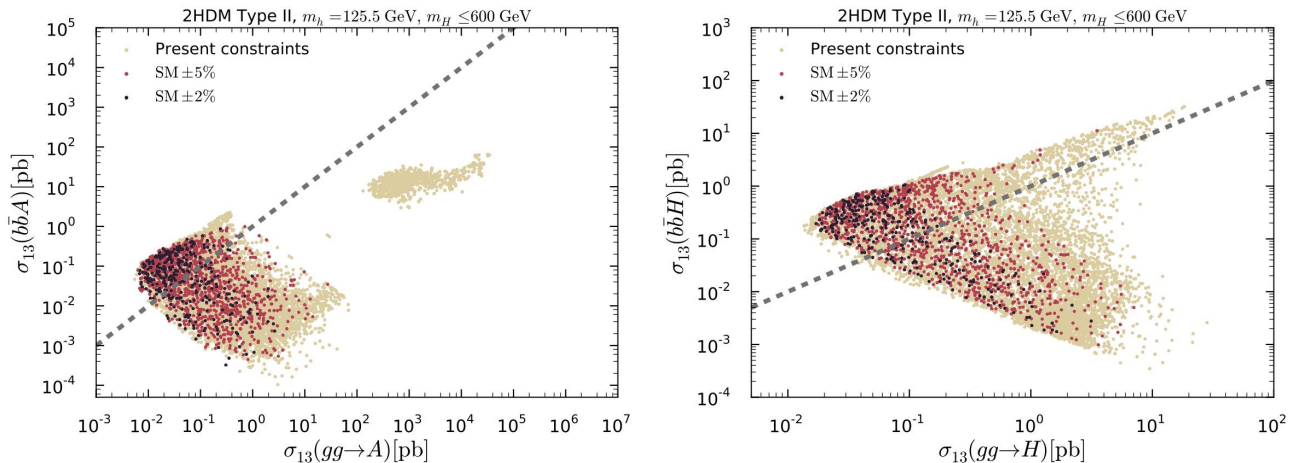 2HDM Type II, m_h =125.5 GeV, m_H ≤600 GeV
Present constraints
SM ±5%
SM ±2%
10^5
10^4
10^3
10^2
10^1
10^0
10^-1
10^-2
10^-3
10^-4
σ_13(bb̄A)[pb]
10^-3 10^-2 10^-1 10^0 10^1 10^2 10^3 10^4 10^5 10^6 10^7
σ_13(gg→A)[pb]
2HDM Type II, m_h =125.5 GeV, m_H ≤600 GeV
Present constraints
SM ±5%
SM ±2%
10^3
10^2
10^1
10^0
10^-1
10^-2
10^-3
10^-4
σ_13(bb̄H)[pb]
10^-2 10^-1 10^0 10^1 10^2
σ_13(gg→H)[pb]